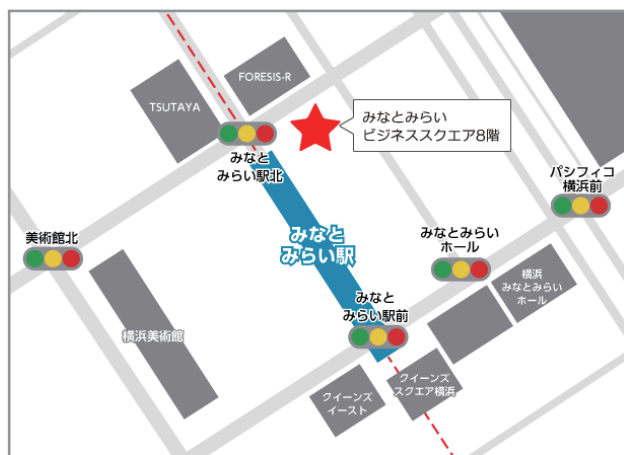 FORESIS-R
TSUTAYA
みなとみらい
ビジネススクエア8階
みなと
みらい駅北
パシフィコ
横浜前
美術館北
みなと
みらい駅
みなとみらい
ホール
横浜
みなとみらい
ホール
みなと
みらい駅前
横浜美術館
クイーンズ
スクエア横浜
クイーンズ
イースト